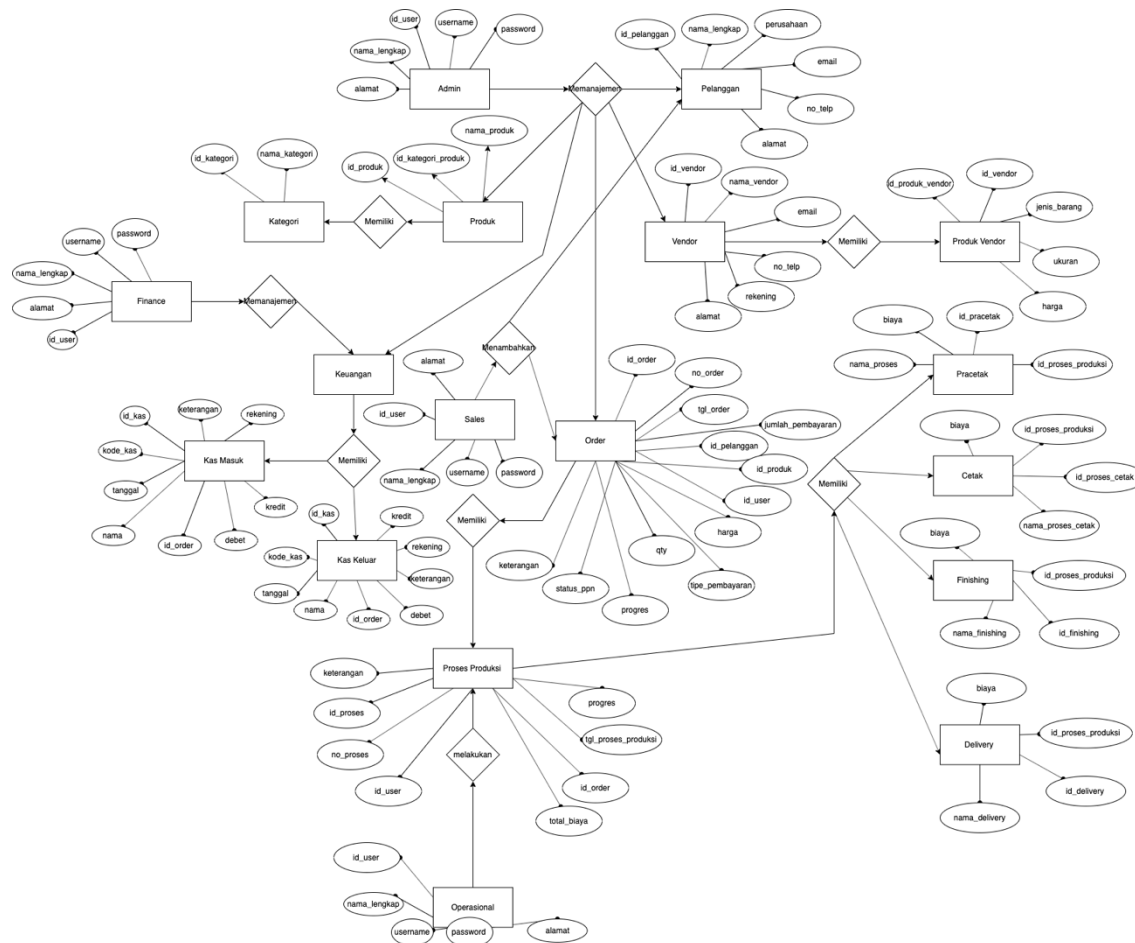 id_user
username
password
nama_lengkap
alamat
Admin
Memanajemen
id_pelanggan
nama_lengkap
perusahaan
email
no_telp
alamat
Pelanggan
id_kategori
nama_kategori
Kategori
Memiliki
id_produk
id_kategori_produk
nama_produk
Produk
id_vendor
nama_vendor
email
no_telp
rekening
alamat
Vendor
Memiliki
id_produk_vendor
id_vendor
jenis_barang
ukuran
harga
Produk Vendor
password
username
nama_lengkap
alamat
id_user
Finance
Memanajemen
Keuangan
Menambahkan
alamat
id_user
Sales
nama_lengkap
username
password
id_kas
keterangan
rekening
kode_kas
Kas Masuk
tanggal
nama
id_order
debet
kredit
Memiliki
id_kas
kredit
kode_kas
rekening
Kas Keluar
keterangan
tanggal
nama
id_order
debet
id_order
no_order
tgl_order
jumlah_pembayaran
id_pelanggan
id_produk
id_user
harga
Order
qty
tipe_pembayaran
keterangan
status_ppn
progres
Memiliki
biaya
id_pracetak
nama_proses
Pracetak
id_proses_produksi
biaya
id_proses_produksi
Cetak
id_proses_cetak
nama_proses_cetak
Memiliki
biaya
Finishing
id_proses_produksi
nama_finishing
id_finishing
biaya
Delivery
id_proses_produksi
id_delivery
nama_delivery
Proses Produksi
keterangan
id_proses
no_proses
id_user
progres
tgl_proses_produksi
id_order
total_biaya
melakukan
id_user
nama_lengkap
Operasional
username
password
alamat